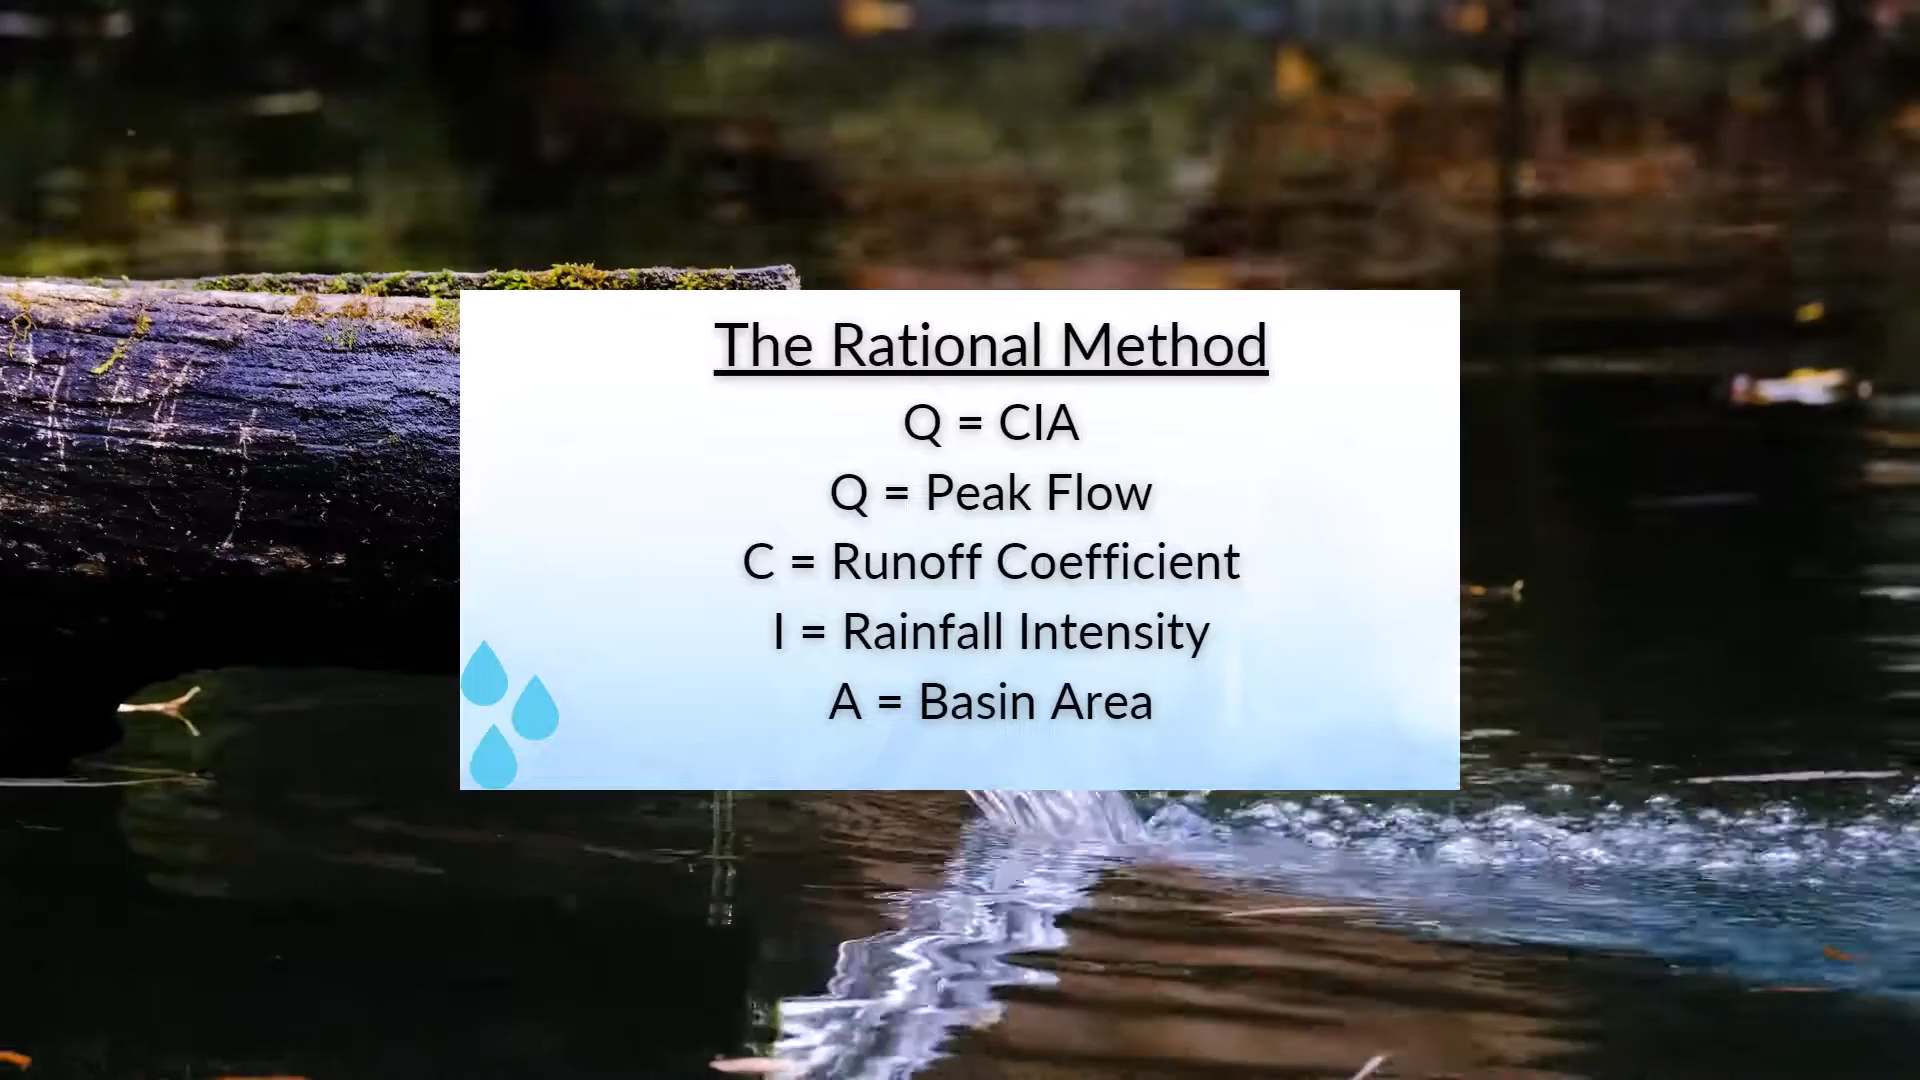 The Rational Method
Q = CIA
Q = Peak Flow
C = Runoff Coefficient
I = Rainfall Intensity
A = Basin Area